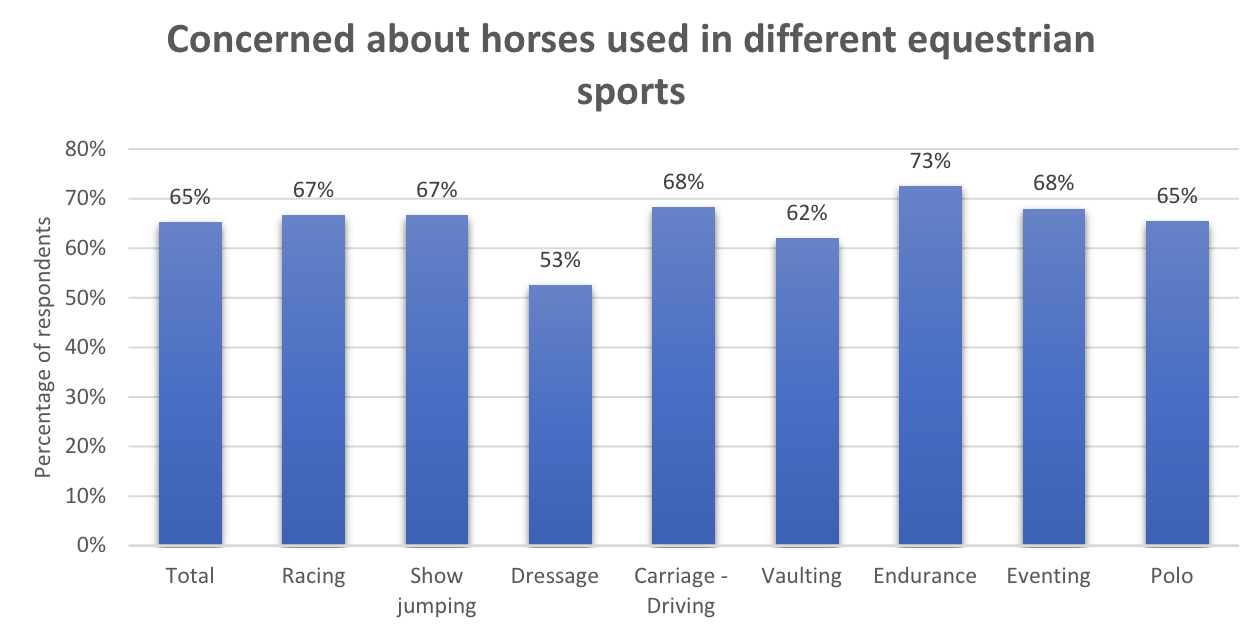 Concerned about horses used in different equestrian
sports
80%
70%
60%
50%
40%
30%
20%
10%
0%
Percentage of respondents
65%
67%
67%
53%
68%
62%
73%
68%
65%
Total
Racing
Show
jumping
Dressage
Carriage -
Driving
Vaulting
Endurance
Eventing
Polo